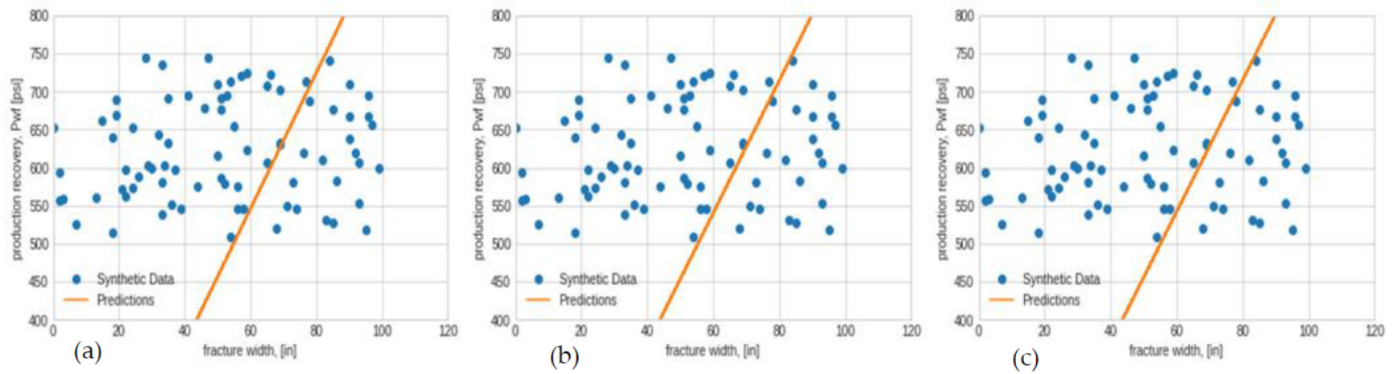 production recovery, Pwf [psi]
800
750
700
650
600
550
500
450
400
Synthetic Data
Predictions
0 20 40 60 80 100 120
fracture width, [in]
(a)
production recovery, Pwf [psi]
800
750
700
650
600
550
500
450
400
Synthetic Data
Predictions
0 20 40 60 80 100 120
fracture width, [in]
(b)
production recovery, Pwf [psi]
800
750
700
650
600
550
500
450
400
Synthetic Data
Predictions
0 20 40 60 80 100 120
fracture width, [in]
(c)